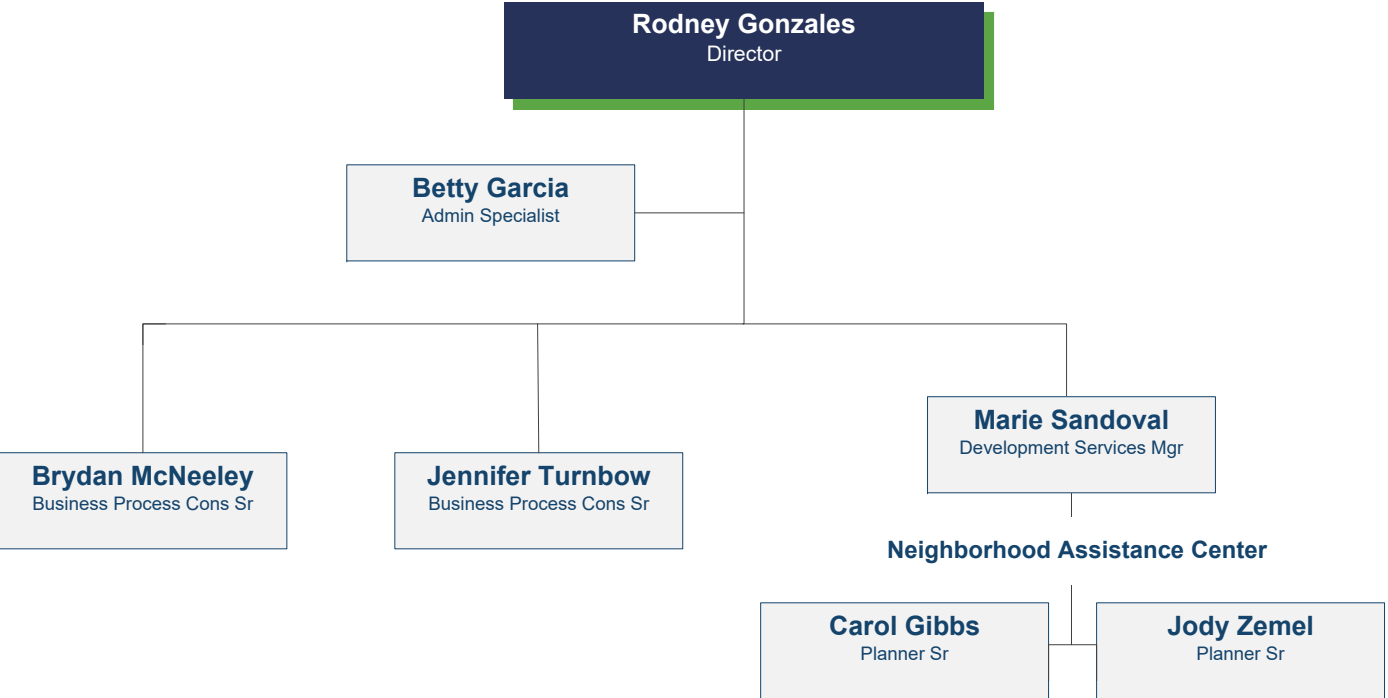 Rodney Gonzales
Director
Betty Garcia
Admin Specialist
Marie Sandoval
Development Services Mgr
Brydan McNeeley
Business Process Cons Sr
Jennifer Turnbow
Business Process Cons Sr
Neighborhood Assistance Center
Carol Gibbs
Planner Sr
Jody Zemel
Planner Sr